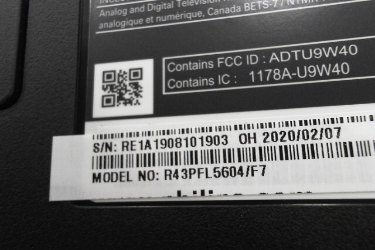 Analog and Digital Television
analogique et numérique, Canada BETS-7 / NTMR
Contains FCC ID : ADTU9W40
Contains IC : 1178A-U9W40
S/N: RE1A1908101903 OH 2020/02/07
MODEL NO: R43PFL5604/F7